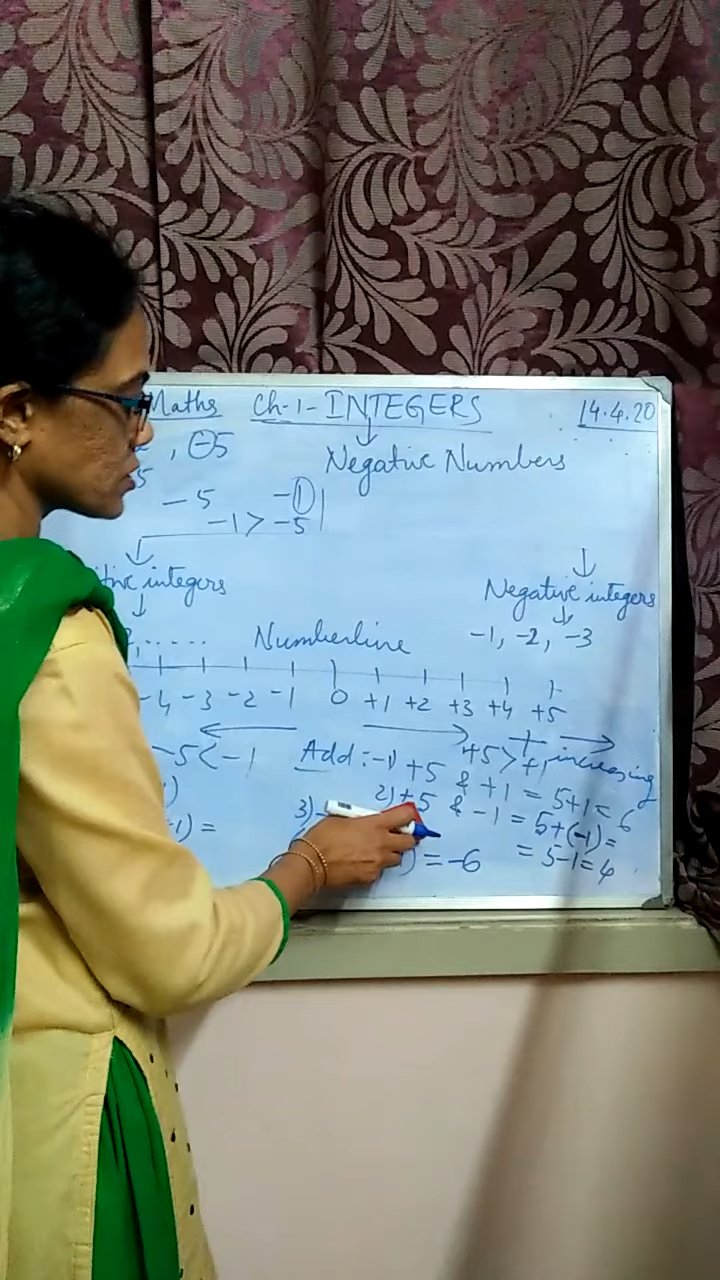 Maths Ch-1- INTEGERS 14.4.20
, -5 Negative Numbers
5
-5 -1
-1 > -5
integers Negative integers
..... Numberline -1, -2, -3
-4 -3 -2 -1 0 +1 +2 +3 +4 +5
-5 < -1 Add:- 1) +5 & +1 = 5+1 = 6
+5 > +1 increasing
2) +5 & -1 = 5+(-1) =
= 5-1=4
3)
) = -6